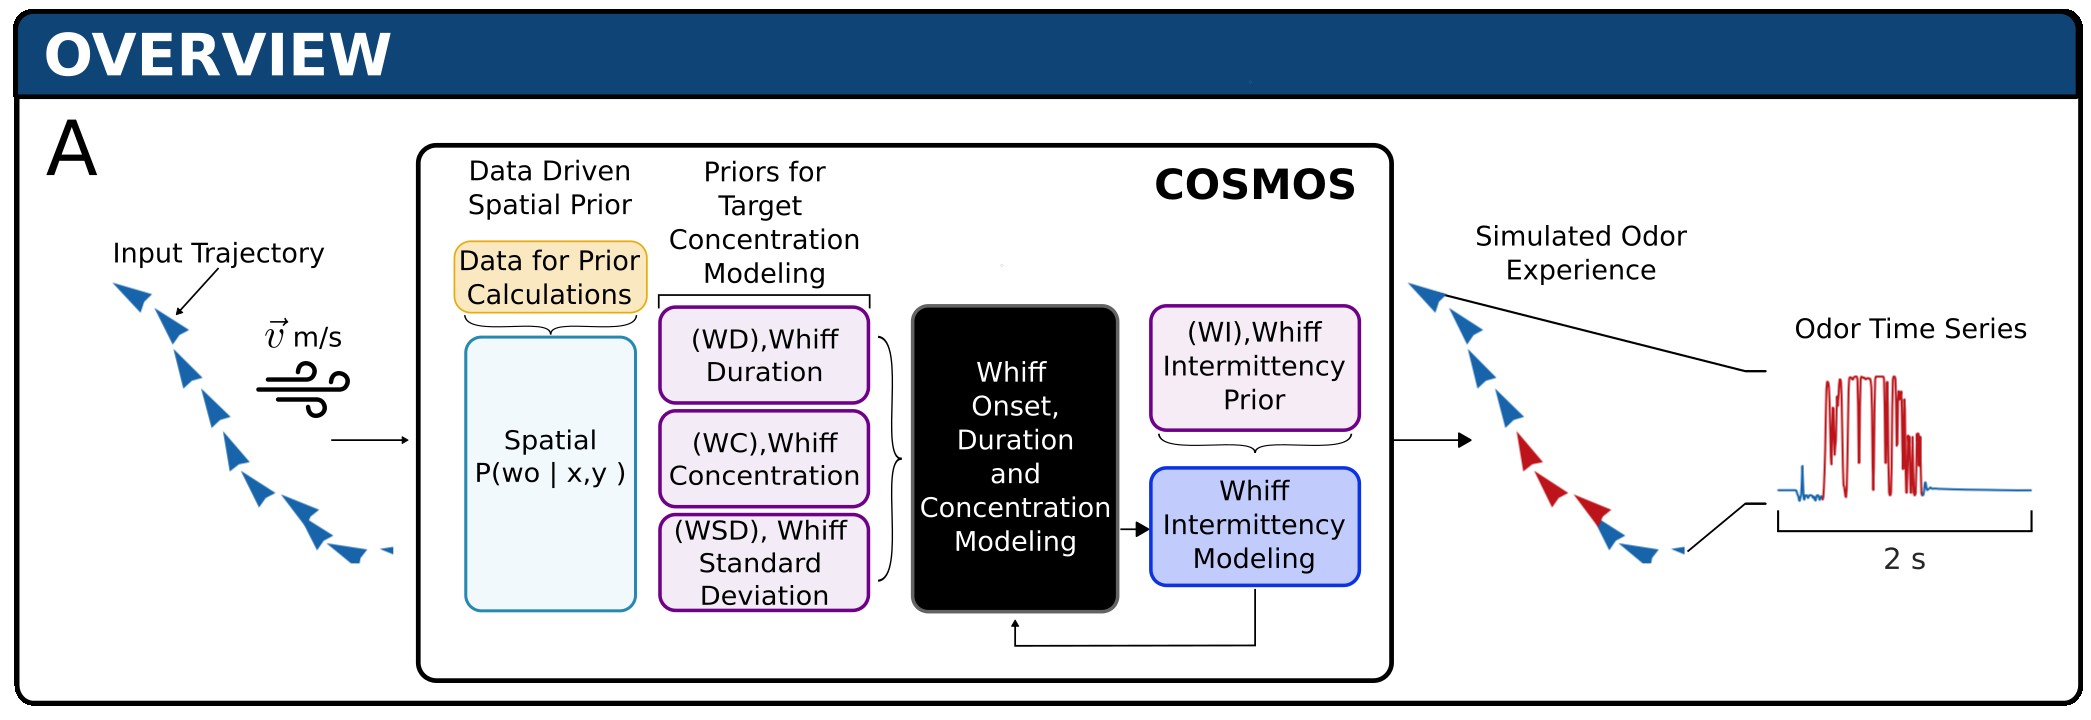 OVERVIEW
A
Input Trajectory
v⃗ m/s
Data Driven
Spatial Prior
Data for Prior
Calculations
Spatial
P(wo | x,y )
Priors for
Target
Concentration
Modeling
(WD),Whiff
Duration
(WC),Whiff
Concentration
(WSD), Whiff
Standard
Deviation
COSMOS
Whiff
Onset,
Duration
and
Concentration
Modeling
(WI),Whiff
Intermittency
Prior
Whiff
Intermittency
Modeling
Simulated Odor
Experience
Odor Time Series
2 s